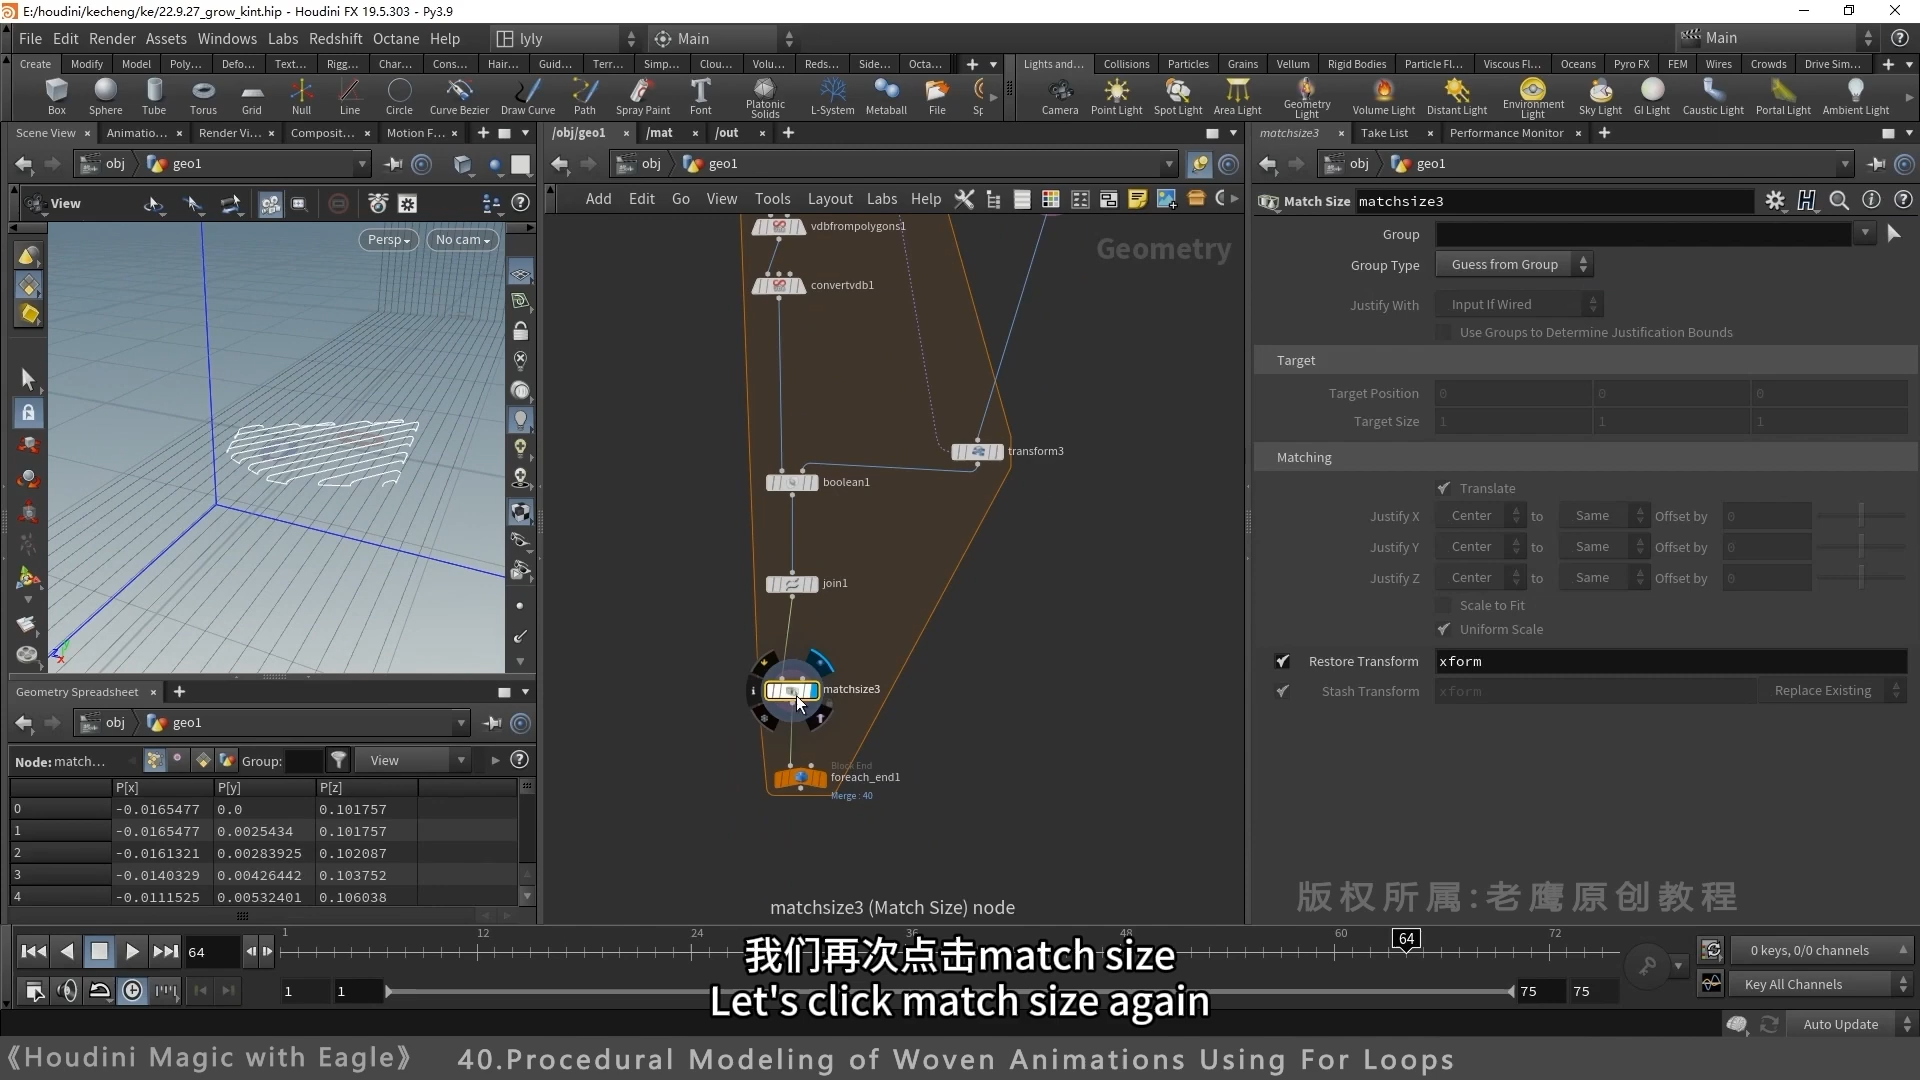 E:/houdini/kecheng/ke/22.9.27_grow_kint.hip - Houdini FX 19.5.303 - Py3.9
File Edit Render Assets Windows Labs Redshift Octane Help lyly Main Main
Create Modify Model Poly... Defo... Text... Rigg... Char... Cons... Hair... Guid... Terr... Simp... Clou... Volu... Reds... Side... Octa...
Lights and... Collisions Particles Grains Vellum Rigid Bodies Particle Fl... Viscous Fl... Oceans Pyro FX FEM Wires Crowds Drive Sim...
Box Sphere Tube Torus Grid Null Line Circle Curve Bezier Draw Curve Path Spray Paint Font Platonic Solids L-System Metaball File
Camera Point Light Spot Light Area Light Geometry Light Volume Light Distant Light Environment Light Sky Light GI Light Caustic Light Portal Light Ambient Light
Scene View Animatio... Render Vi... Composit... Motion F...
/obj/geo1 /mat /out
matchsize3 Take List Performance Monitor
obj geo1
obj geo1
obj geo1
View
Add Edit Go View Tools Layout Labs Help
Match Size matchsize3
Persp No cam
Geometry
vdbfrompolygons1
convertvdb1
transform3
boolean1
join1
matchsize3
Block End
foreach_end1
Merge : 40
matchsize3 (Match Size) node
Group
Group Type Guess from Group
Justify With Input If Wired
Use Groups to Determine Justification Bounds
Target
Target Position 0 0 0
Target Size 1 1 1
Matching
Translate
Justify X Center to Same Offset by 0
Justify Y Center to Same Offset by 0
Justify Z Center to Same Offset by 0
Scale to Fit
Uniform Scale
Restore Transform xform
Stash Transform xform Replace Existing
Geometry Spreadsheet
obj geo1
Node: match... Group: View
P[x] P[y] P[z]
0 -0.0165477 0.0 0.101757
1 -0.0165477 0.0025434 0.101757
2 -0.0161321 0.00283925 0.102087
3 -0.0140329 0.00426442 0.103752
4 -0.0111525 0.00532401 0.106038
版权所属:老鹰原创教程
64 1 12 24 36 48 60 64 72
0 keys, 0/0 channels
我们再次点击match size
1 1 75 75
Key All Channels
Let's click match size again
Auto Update
《Houdini Magic with Eagle》 40.Procedural Modeling of Woven Animations Using For Loops